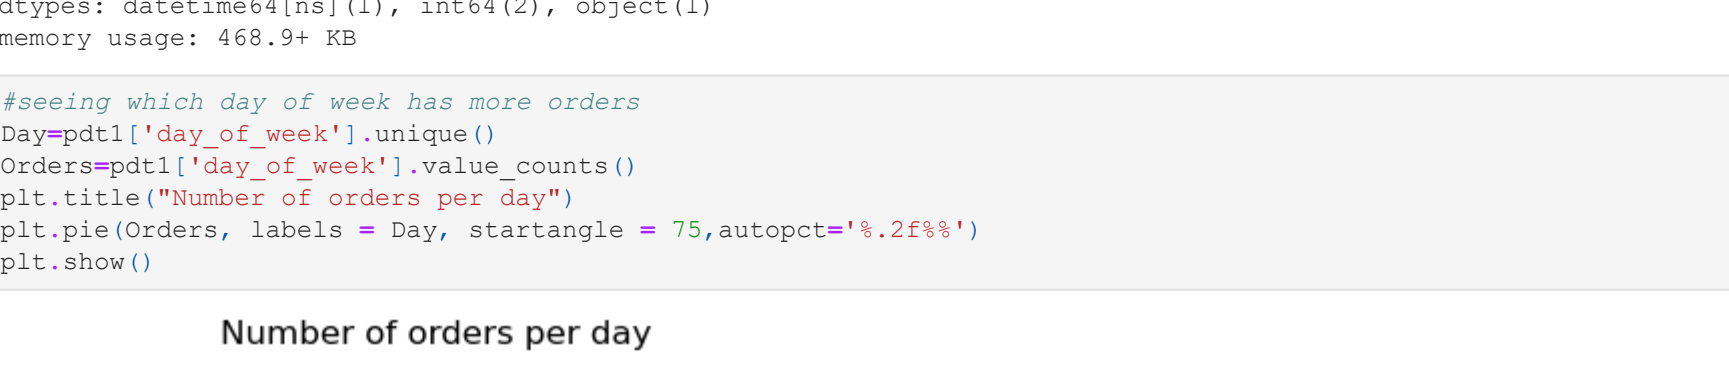 dtypes: datetime64[ns](1), int64(2), object(1)
memory usage: 468.9+ KB
#seeing which day of week has more orders
Day=pdt1['day_of_week'].unique()
Orders=pdt1['day_of_week'].value_counts()
plt.title("Number of orders per day")
plt.pie(Orders, labels = Day, startangle = 75,autopct='%.2f%%')
plt.show()
Number of orders per day